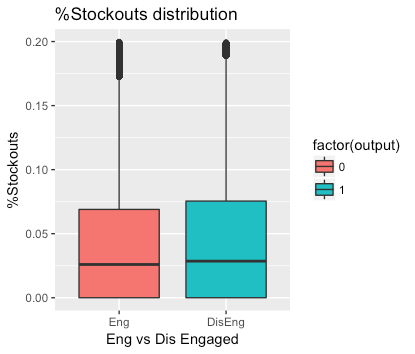 %Stockouts distribution
0.20
0.15
0.10
0.05
0.00
%Stockouts
Eng
DisEng
Eng vs Dis Engaged
factor(output)
0
1